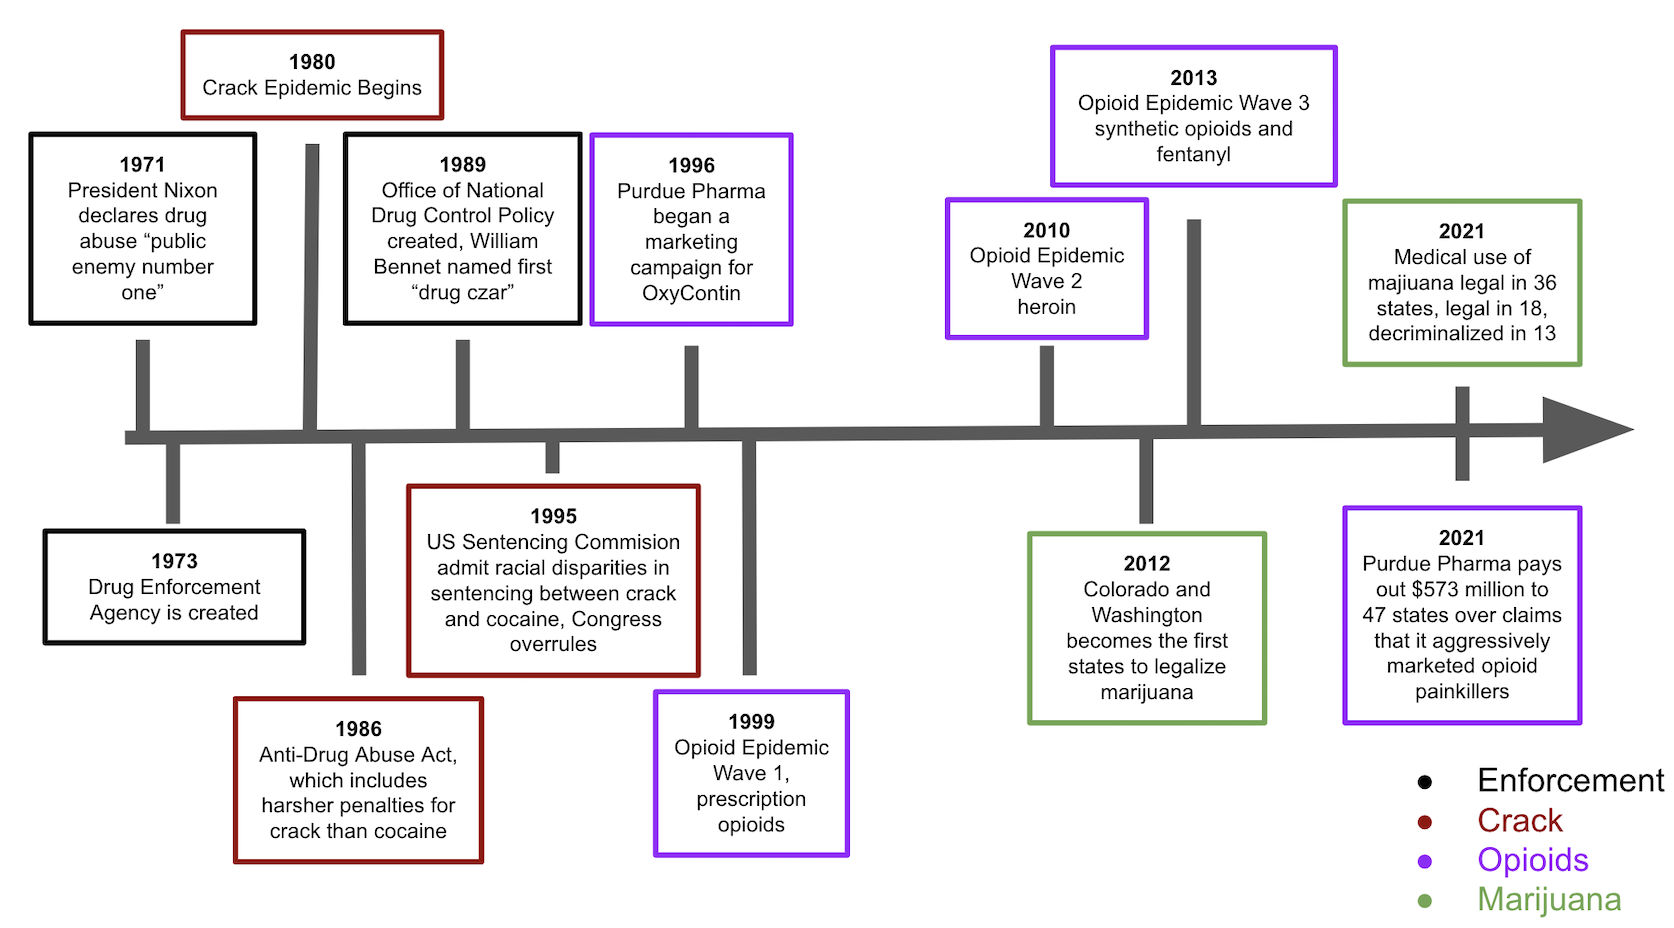 1980
Crack Epidemic Begins
1971
President Nixon
declares drug
abuse “public
enemy number
one”
1989
Office of National
Drug Control Policy
created, William
Bennet named first
“drug czar”
1996
Purdue Pharma
began a
marketing
campaign for
OxyContin
2010
Opioid Epidemic
Wave 2
heroin
2013
Opioid Epidemic Wave 3
synthetic opioids and
fentanyl
2021
Medical use of
majiuana legal in 36
states, legal in 18,
decriminalized in 13
1973
Drug Enforcement
Agency is created
1986
Anti-Drug Abuse Act,
which includes
harsher penalties for
crack than cocaine
1995
US Sentencing Commision
admit racial disparities in
sentencing between crack
and cocaine, Congress
overrules
1999
Opioid Epidemic
Wave 1,
prescription
opioids
2012
Colorado and
Washington
becomes the first
states to legalize
marijuana
2021
Purdue Pharma pays
out $573 million to
47 states over claims
that it aggressively
marketed opioid
painkillers
● Enforcement
● Crack
● Opioids
● Marijuana